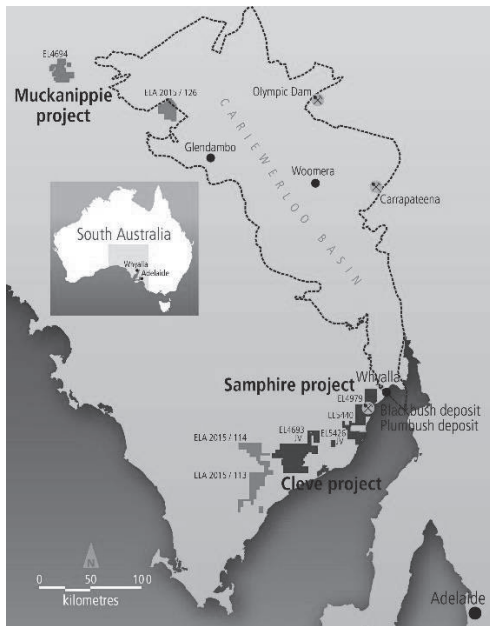 EL4694
Muckanippie
project
ELA 2015 / 126
Olympic Dam
CARIEWERLOO BASIN
Glendambo
Woomera
Carrapateena
South Australia
Whyalla
Adelaide
Whyalla
Samphire project
EL4979
Blackbush deposit
Plumbush deposit
EL5440
EL4693
JV
EL5426
JV
ELA 2015 / 114
ELA 2015 / 113
Cleve project
N
0 50 100
kilometres
Adelaide